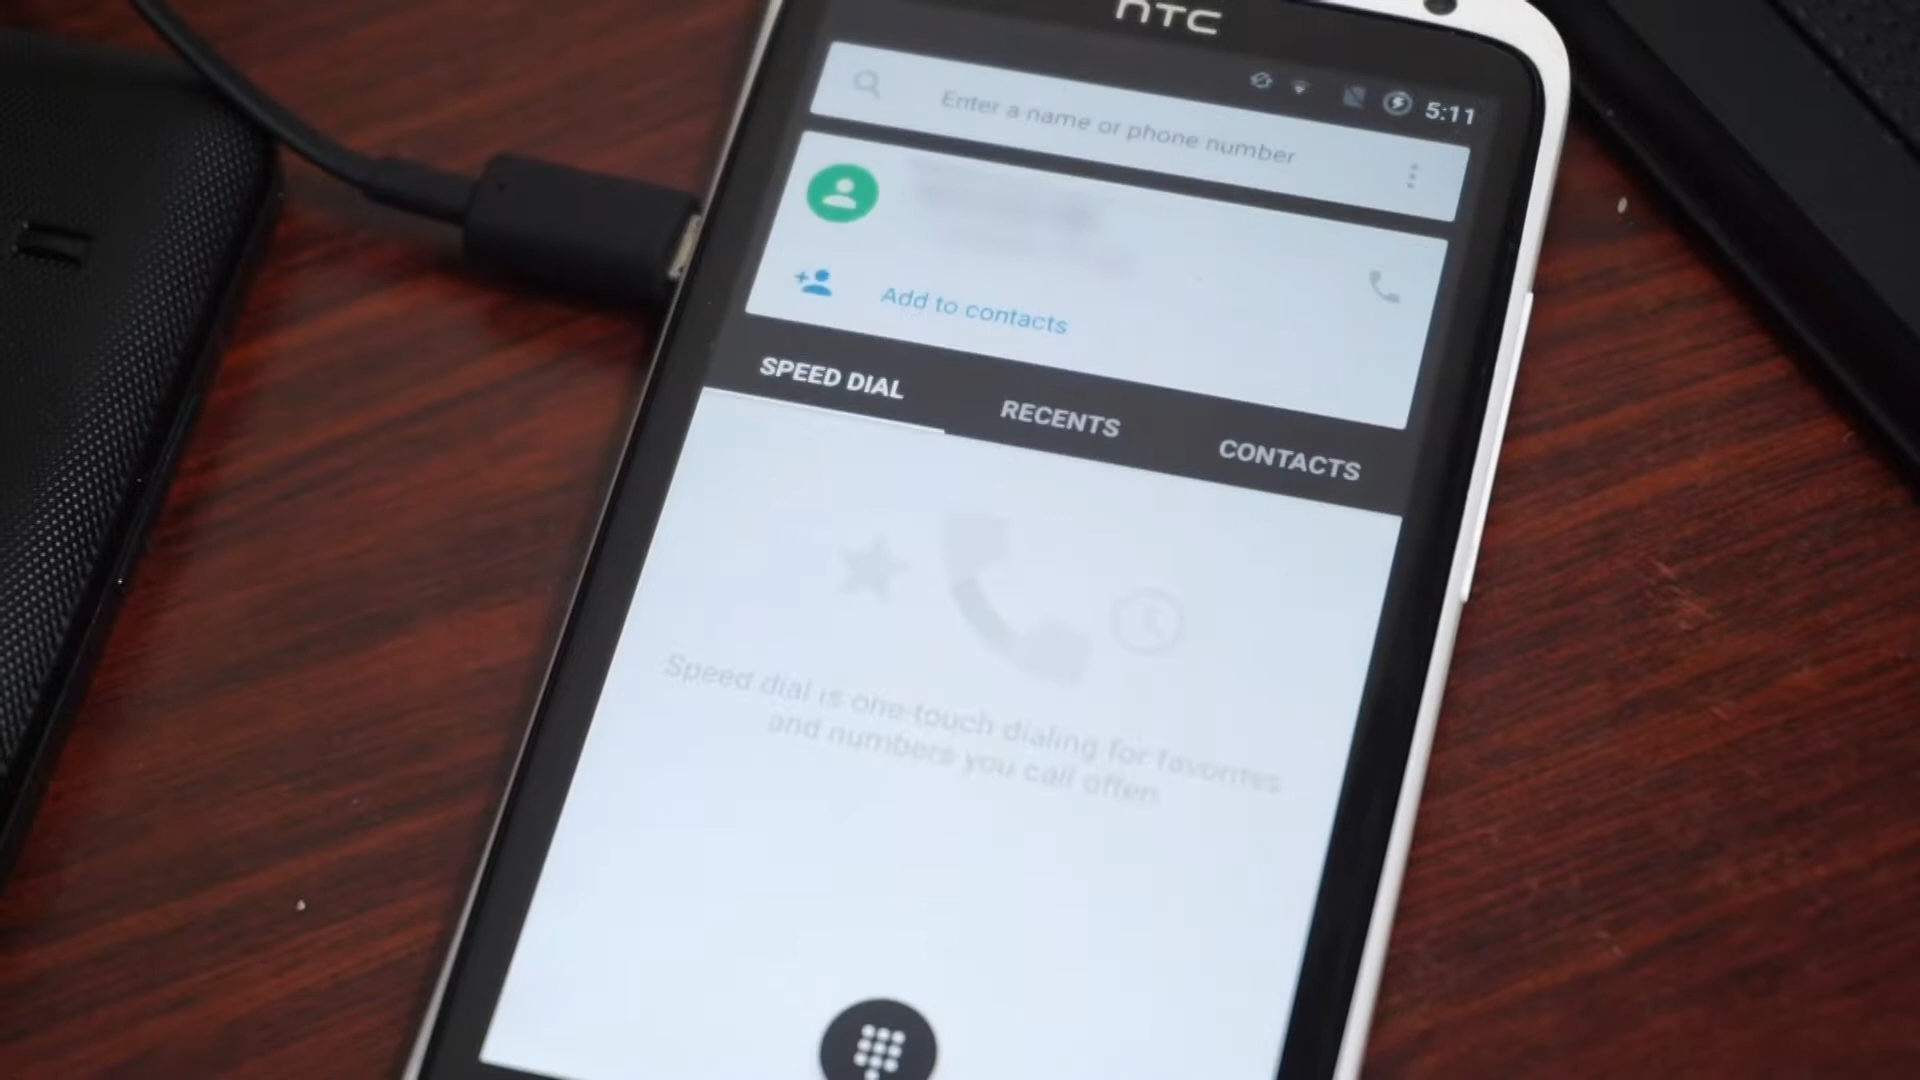 hTC
5:11
Enter a name or phone number
Add to contacts
SPEED DIAL
RECENTS
CONTACTS
Speed dial is one-touch dialing for favorites
and numbers you call often